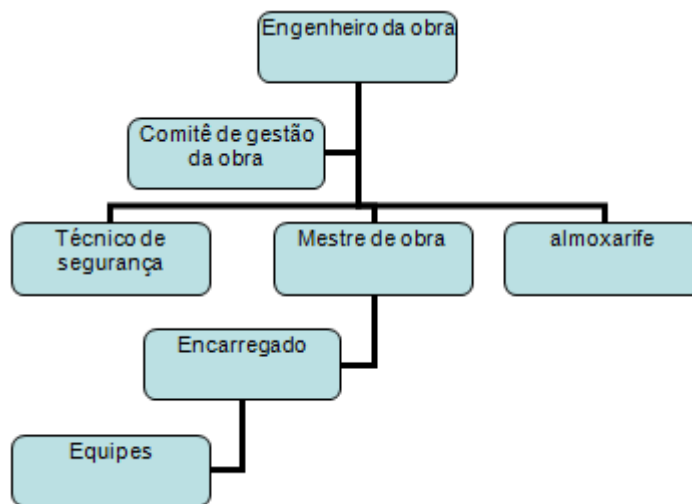 Engenheiro da obra
Comitê de gestão
da obra
Técnico de
segurança
Mestre de obra
almoxarife
Encarregado
Equipes